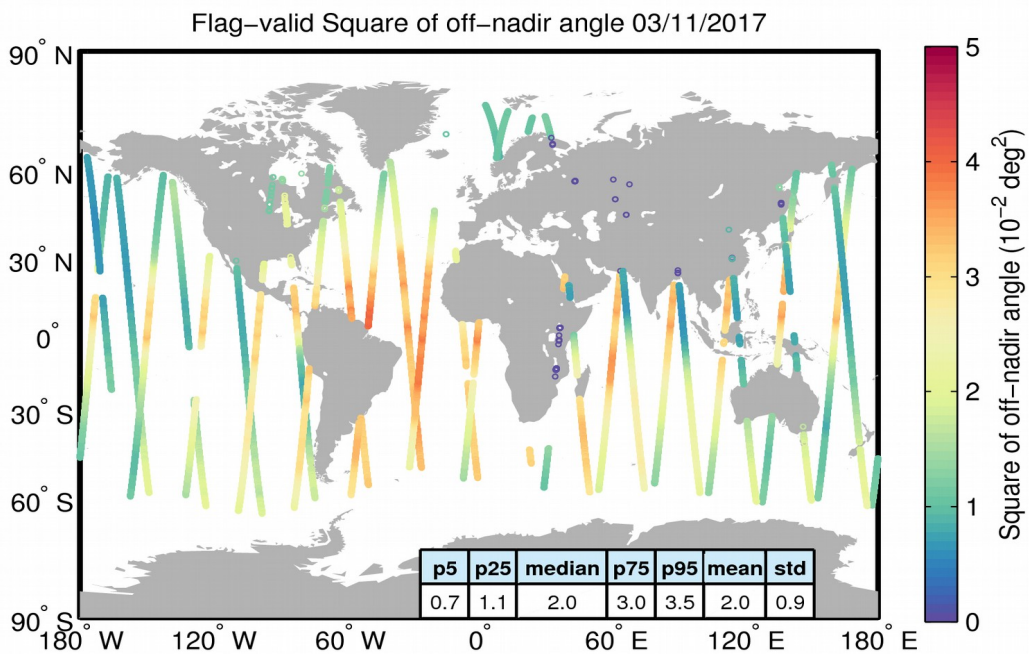 Flag−valid Square of off−nadir angle 03/11/2017
90° N
60° N
30° N
0°
30° S
60° S
90° S
180° W
120° W
60° W
0°
60° E
120° E
180° E
p5 p25 median p75 p95 mean std
0.7 1.1 2.0 3.0 3.5 2.0 0.9
5
4
3
2
1
0
Square of off−nadir angle (10⁻² deg²)